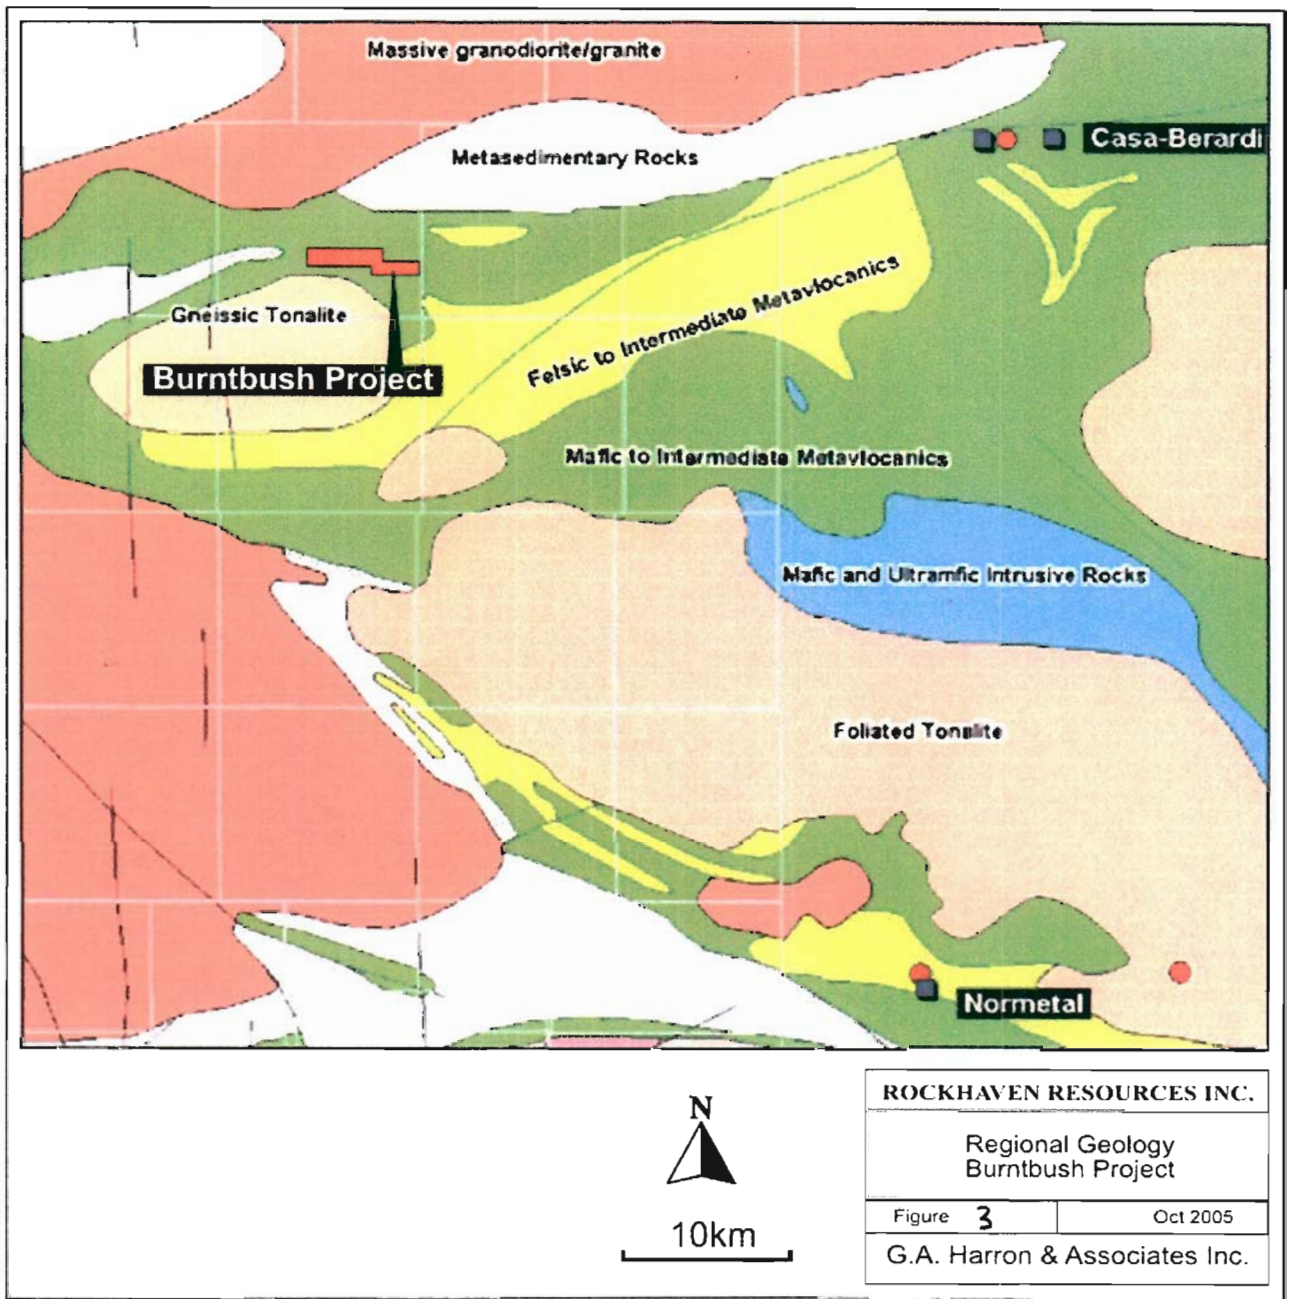 Massive granodiorite/granite
Casa-Berardi
Metasedimentary Rocks
Gneissic Tonalite
Felsic to Intermediate Metavlocanics
Burntbush Project
Mafic to Intermediate Metavlocanics
Mafic and Ultramfic Intrusive Rocks
Foliated Tonalite
Normetal
N
10km
ROCKHAVEN RESOURCES INC.
Regional Geology
Burntbush Project
Figure 3 Oct 2005
G.A. Harron & Associates Inc.